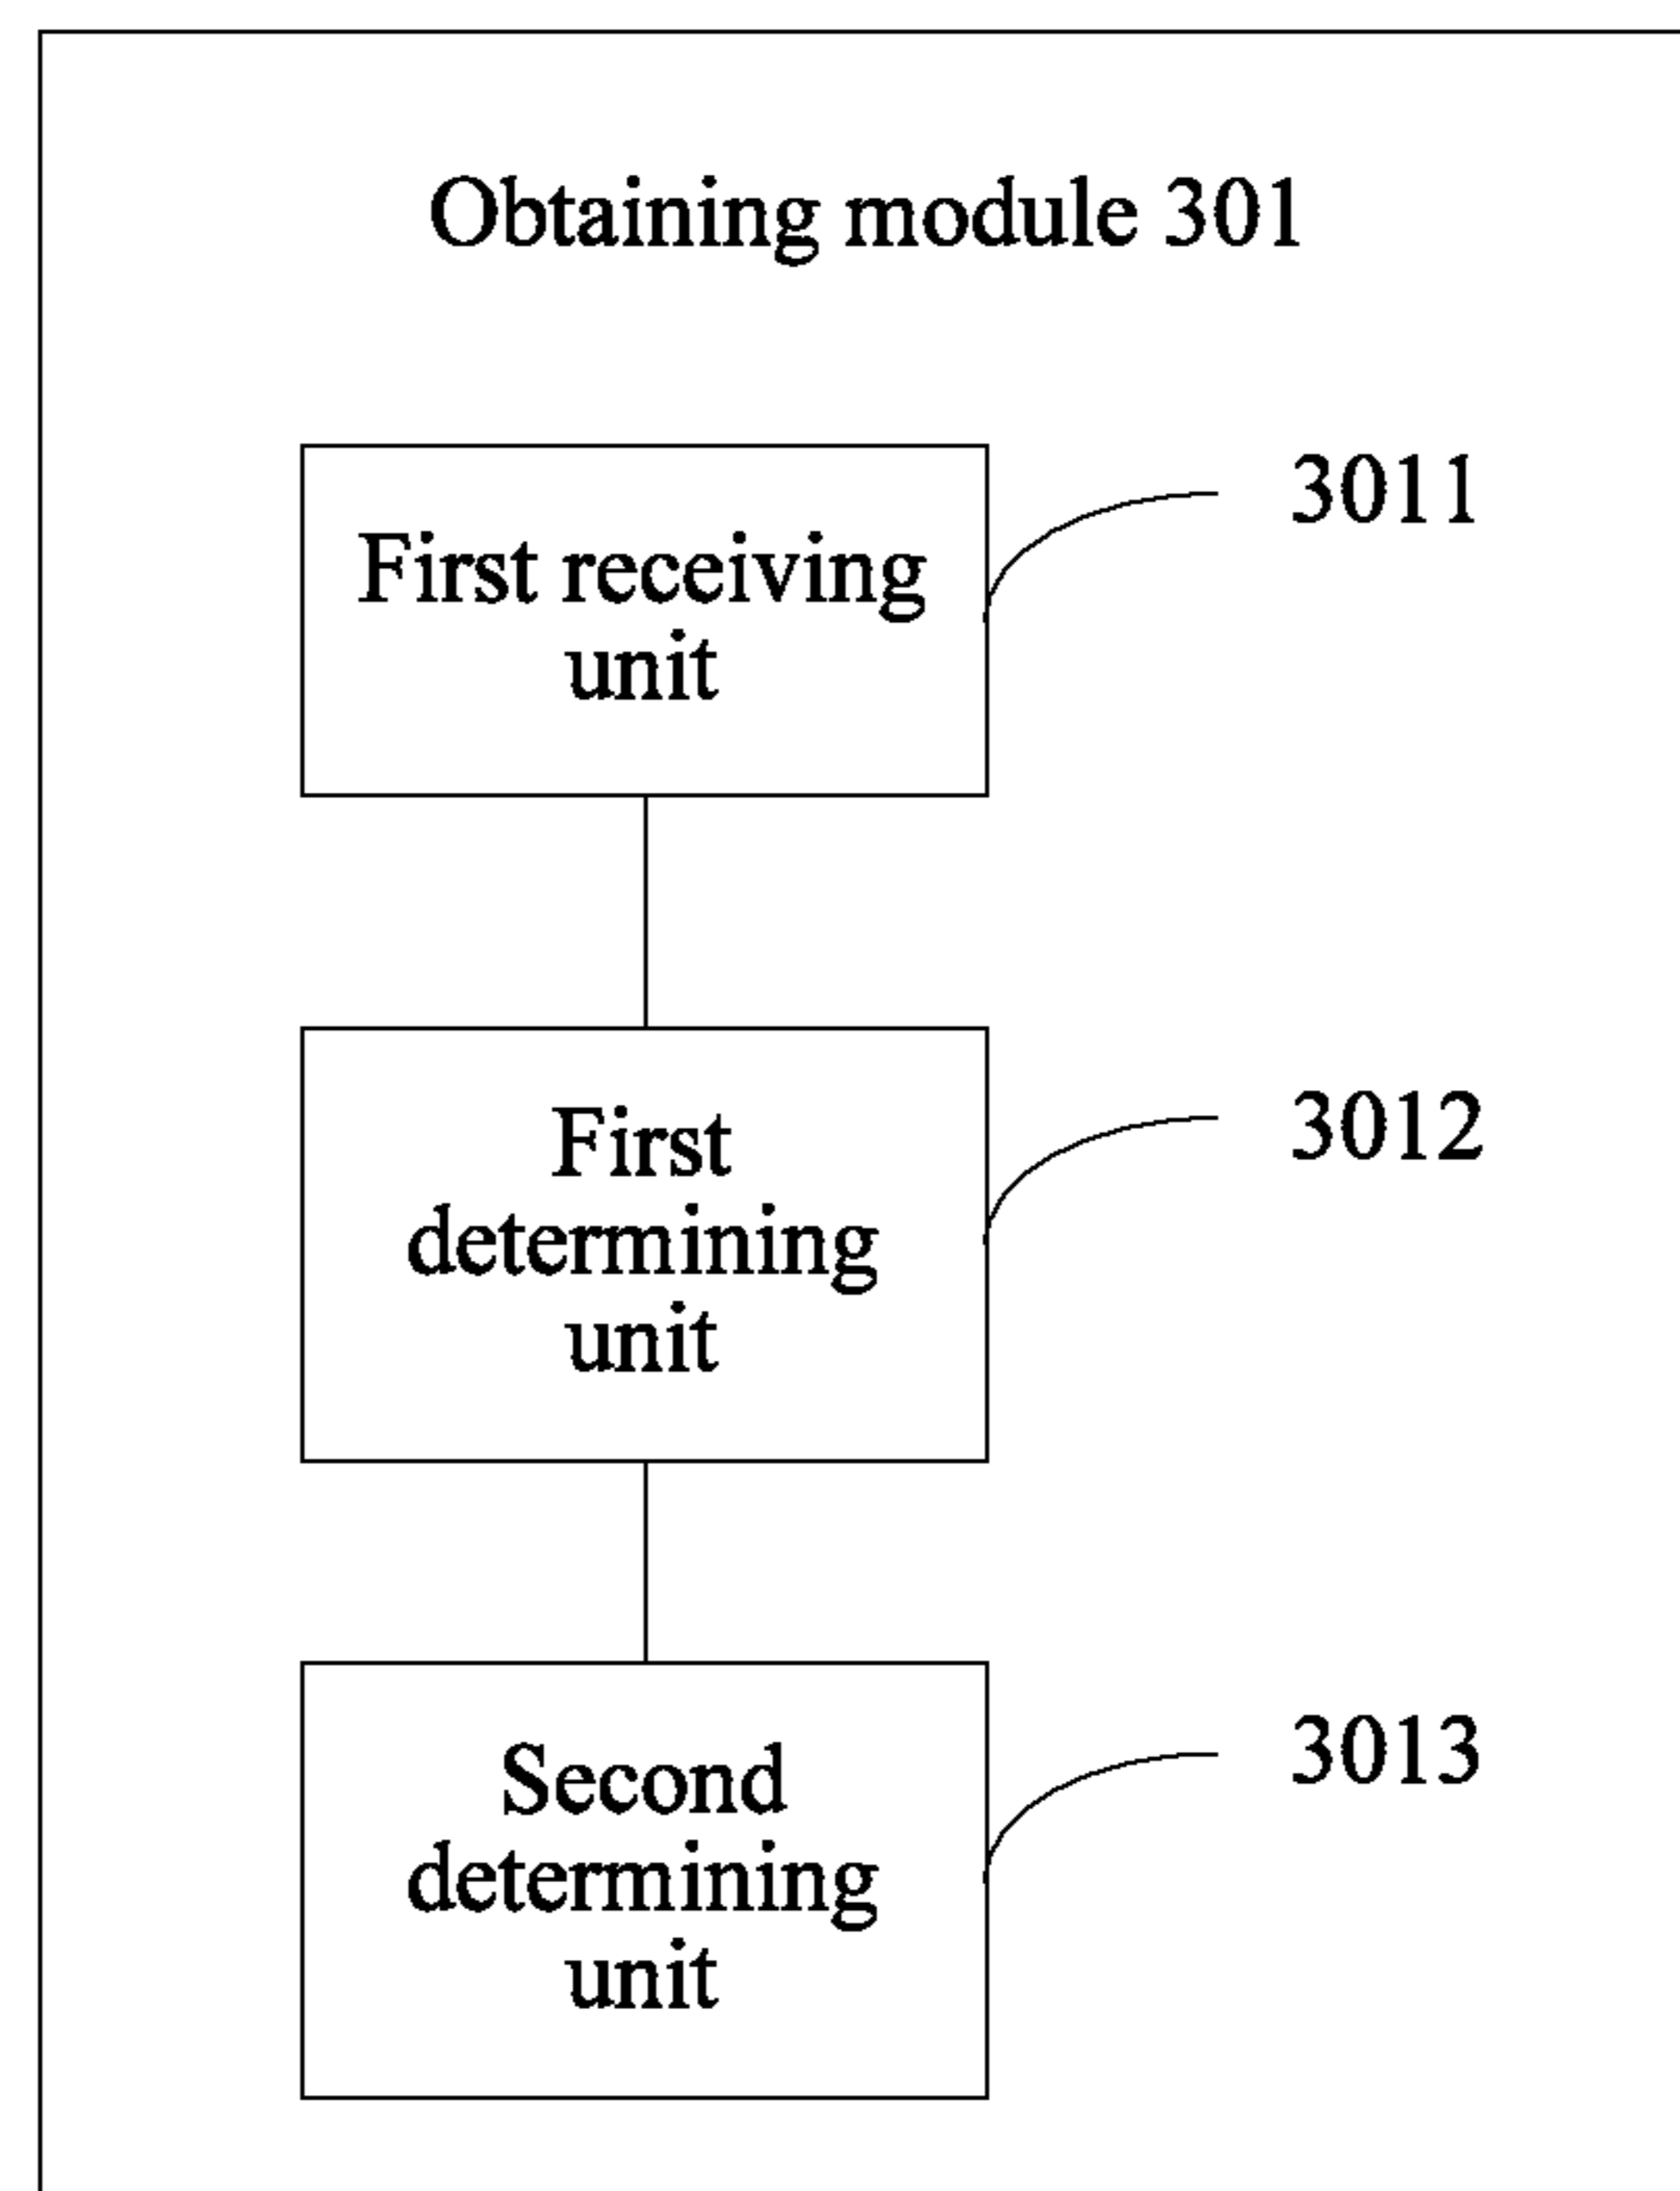 Obtaining module 301
3011
First receiving
unit
3012
First
determining
unit
3013
Second
determining
unit